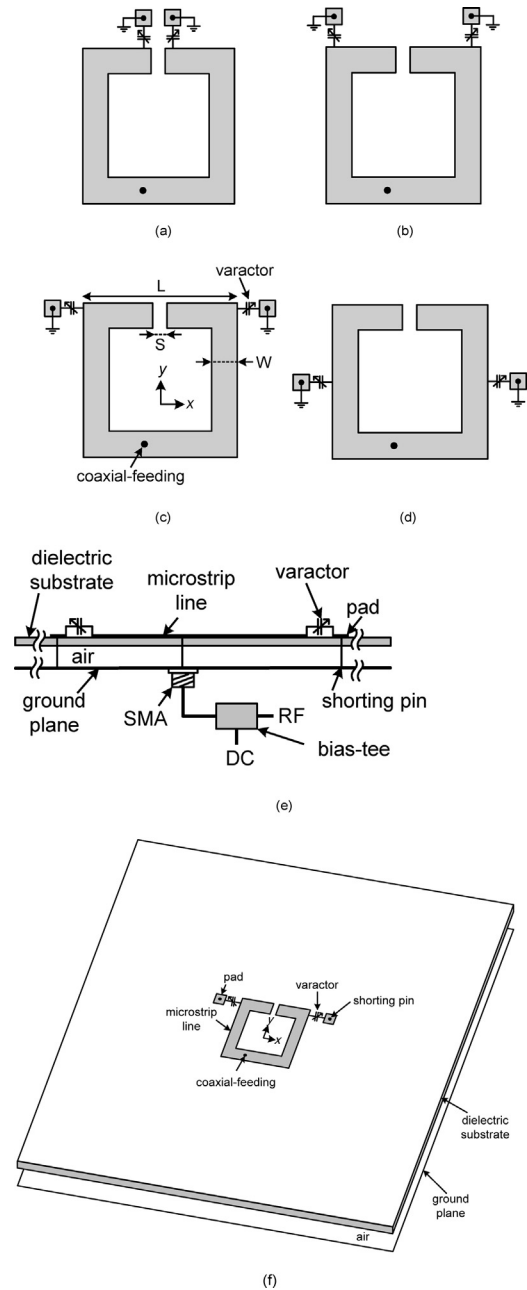 (a)
(b)
L
varactor
S
W
y
x
coaxial-feeding
(c)
(d)
dielectric
substrate
microstrip
line
varactor
pad
air
ground
plane
SMA
RF
DC
bias-tee
shorting pin
(e)
pad
varactor
shorting pin
microstrip
line
y
x
coaxial-feeding
dielectric
substrate
ground
plane
air
(f)